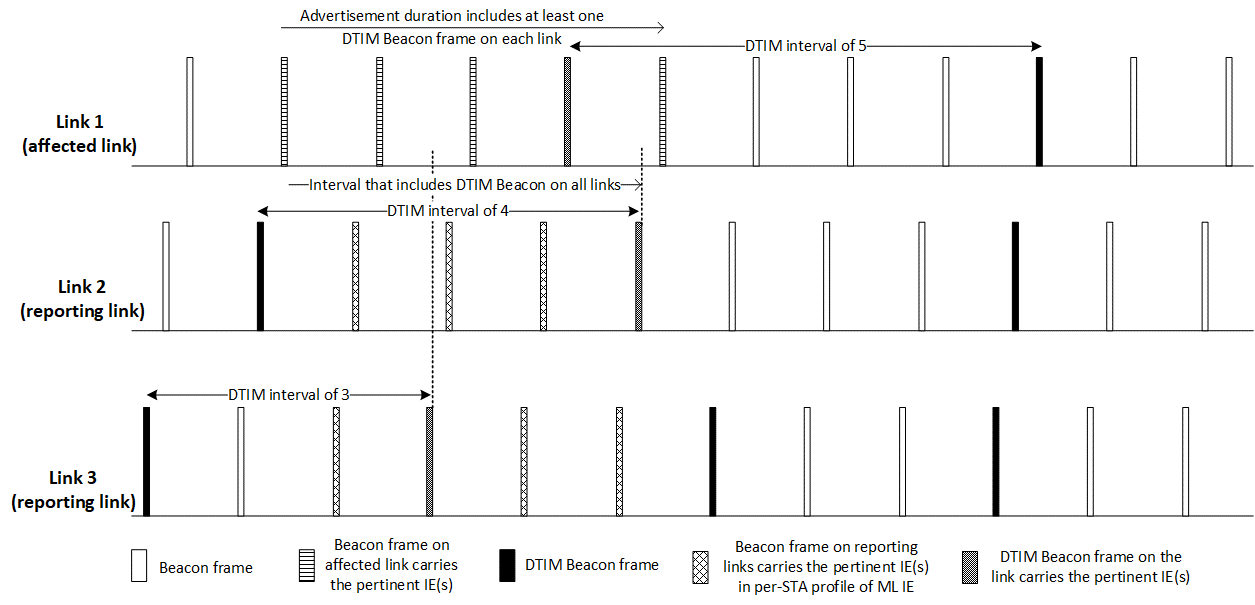 Advertisement duration includes at least one
DTIM Beacon frame on each link
DTIM interval of 5
Link 1
(affected link)
Interval that includes DTIM Beacon on all links
DTIM interval of 4
Link 2
(reporting link)
DTIM interval of 3
Link 3
(reporting link)
Beacon frame
Beacon frame on
affected link carries
the pertinent IE(s)
DTIM Beacon frame
Beacon frame on reporting
links carries the pertinent IE(s)
in per-STA profile of ML IE
DTIM Beacon frame on the
link carries the pertinent IE(s)